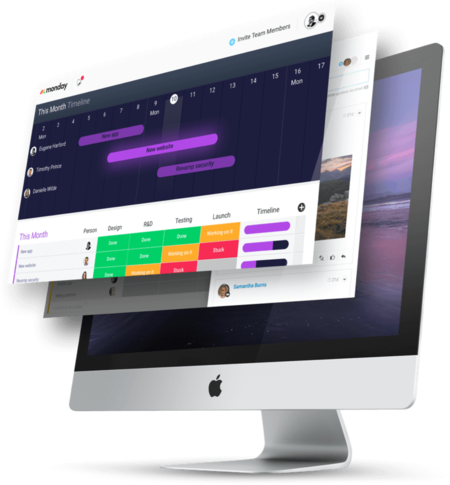 monday
Invite Team Members
This Month Timeline
2 3 4 5 6 7 8 9 10 11 12 13 14 15 16 17
Mon Mon Mon
Eugene Harford
New app
Timothy Prince
New website
Danielle Wilde
Revamp security
This Month Person Design R&D Testing Launch Timeline
New app Done Done Done Working on it
New website Done Done Working on it Stuck
Revamp security Done Working on it Stuck
Samantha Burns